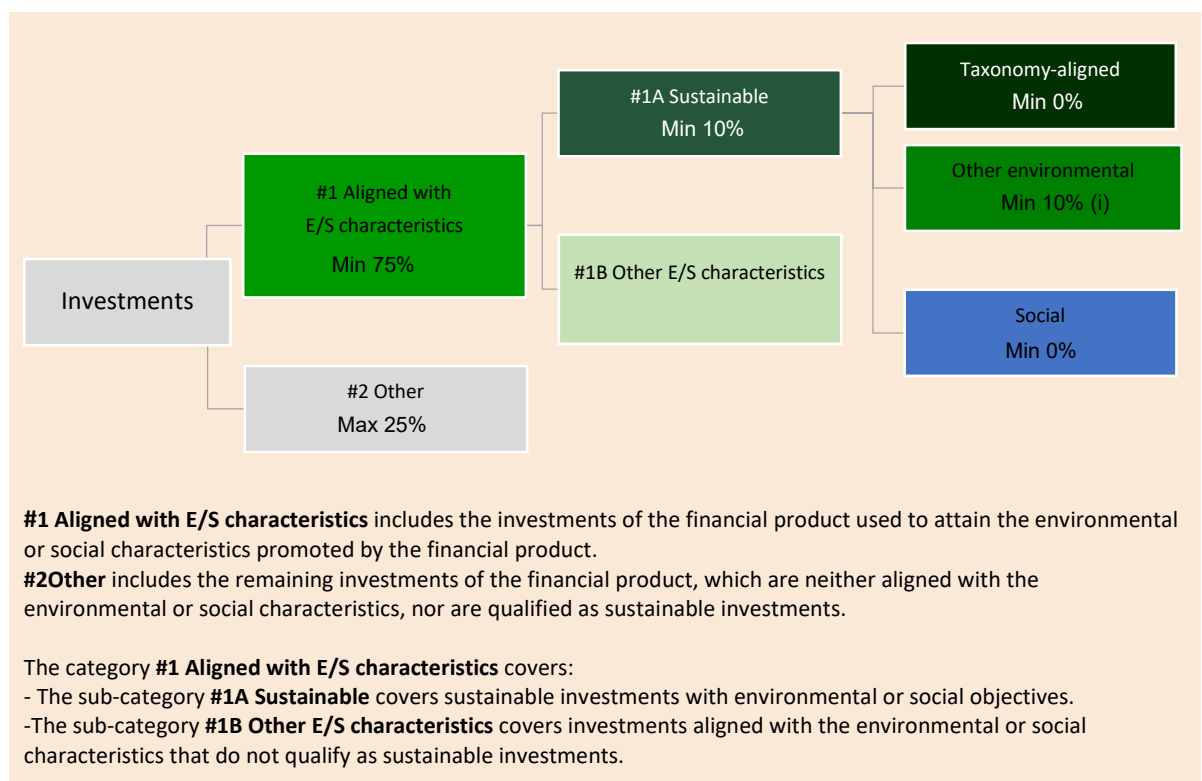 Taxonomy-aligned
Min 0%
#1A Sustainable
Min 10%
Other environmental
Min 10% (i)
#1 Aligned with
E/S characteristics
Min 75%
#1B Other E/S characteristics
Investments
Social
Min 0%
#2 Other
Max 25%
#1 Aligned with E/S characteristics includes the investments of the financial product used to attain the environmental
or social characteristics promoted by the financial product.
#2Other includes the remaining investments of the financial product, which are neither aligned with the
environmental or social characteristics, nor are qualified as sustainable investments.
The category #1 Aligned with E/S characteristics covers:
- The sub-category #1A Sustainable covers sustainable investments with environmental or social objectives.
-The sub-category #1B Other E/S characteristics covers investments aligned with the environmental or social
characteristics that do not qualify as sustainable investments.